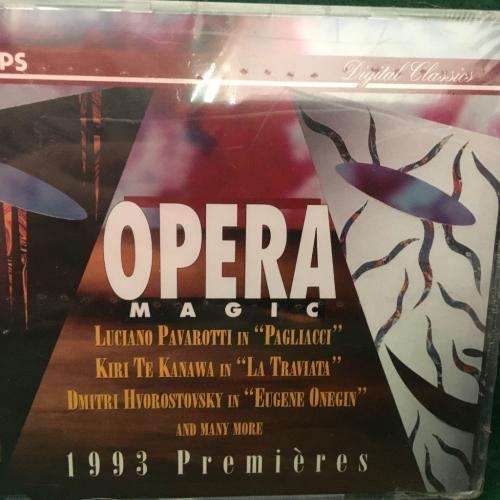 PS
Digital Classics
OPERA
MAGIC
LUCIANO PAVAROTTI IN "PAGLIACCI"
KIRI TE KANAWA IN "LA TRAVIATA"
DMITRI HVOROSTOVSKY IN "EUGENE ONEGIN"
AND MANY MORE
1993 Premières